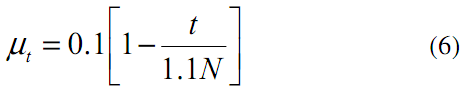 μ_t = 0.1[1 − t/1.1N] (6)